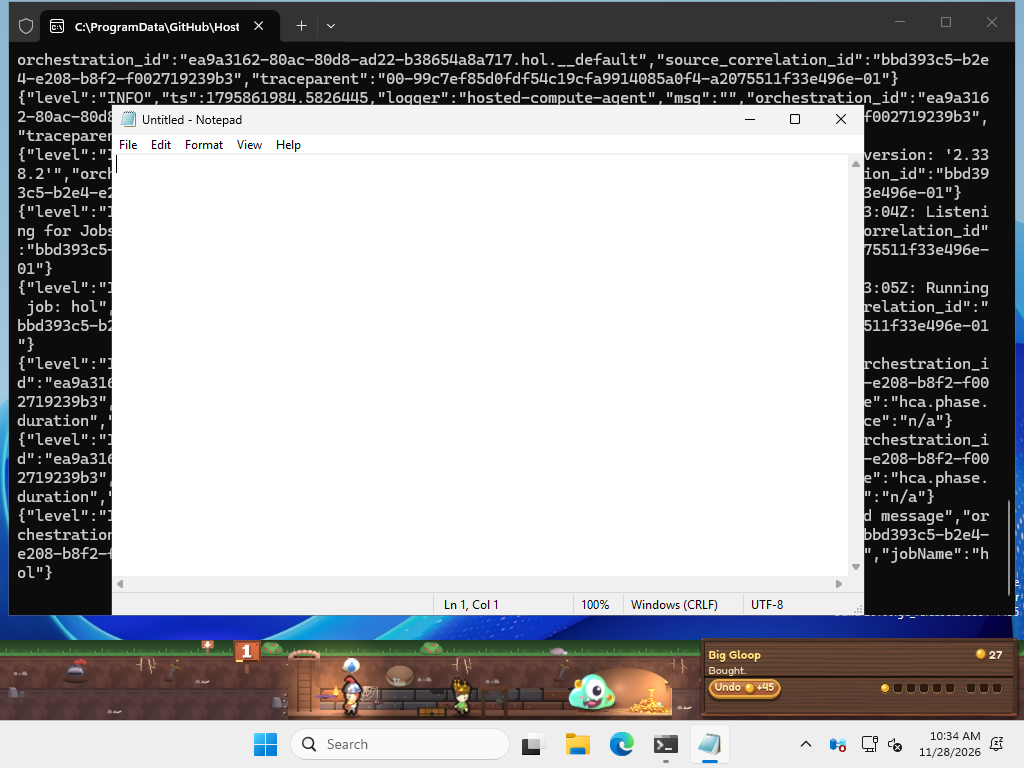 C:\ProgramData\GitHub\Host
orchestration_id":"ea9a3162-80ac-80d8-ad22-b38654a8a717.hol.__default","source_correlation_id":"bbd393c5-b2e
4-e208-b8f2-f002719239b3","traceparent":"00-99c7ef85d0fdf54c19cfa9914085a0f4-a2075511f33e496e-01"}
{"level":"INFO","ts":1795861984.5826445,"logger":"hosted-compute-agent","msg":"","orchestration_id":"ea9a316
2-80ac-80d8 f002719239b3",
"traceparen
{"level":"I version: '2.33
8.2'","orch on_id":"bbd39
3c5-b2e4-e2 3e496e-01"}
{"level":"I 3:04Z: Listeni
ng for Jobs orrelation_id"
:"bbd393c5- 75511f33e496e-
01"}
{"level":"I 3:05Z: Running
job: hol", relation_id":"
bbd393c5-b2 511f33e496e-01
"}
{"level":"I rchestration_i
d":"ea9a316 -e208-b8f2-f00
2719239b3", e":"hca.phase.
duration"," ce":"n/a"}
{"level":"I rchestration_i
d":"ea9a316 -e208-b8f2-f00
2719239b3", e":"hca.phase.
duration"," ":"n/a"}
{"level":"I d message","or
chestration bbd393c5-b2e4-
e208-b8f2-f ","jobName":"h
ol"}
Untitled - Notepad
File Edit Format View Help
Ln 1, Col 1 100% Windows (CRLF) UTF-8
1
Big Gloop 27
Bought.
Undo +45
Search
10:34 AM
11/28/2026